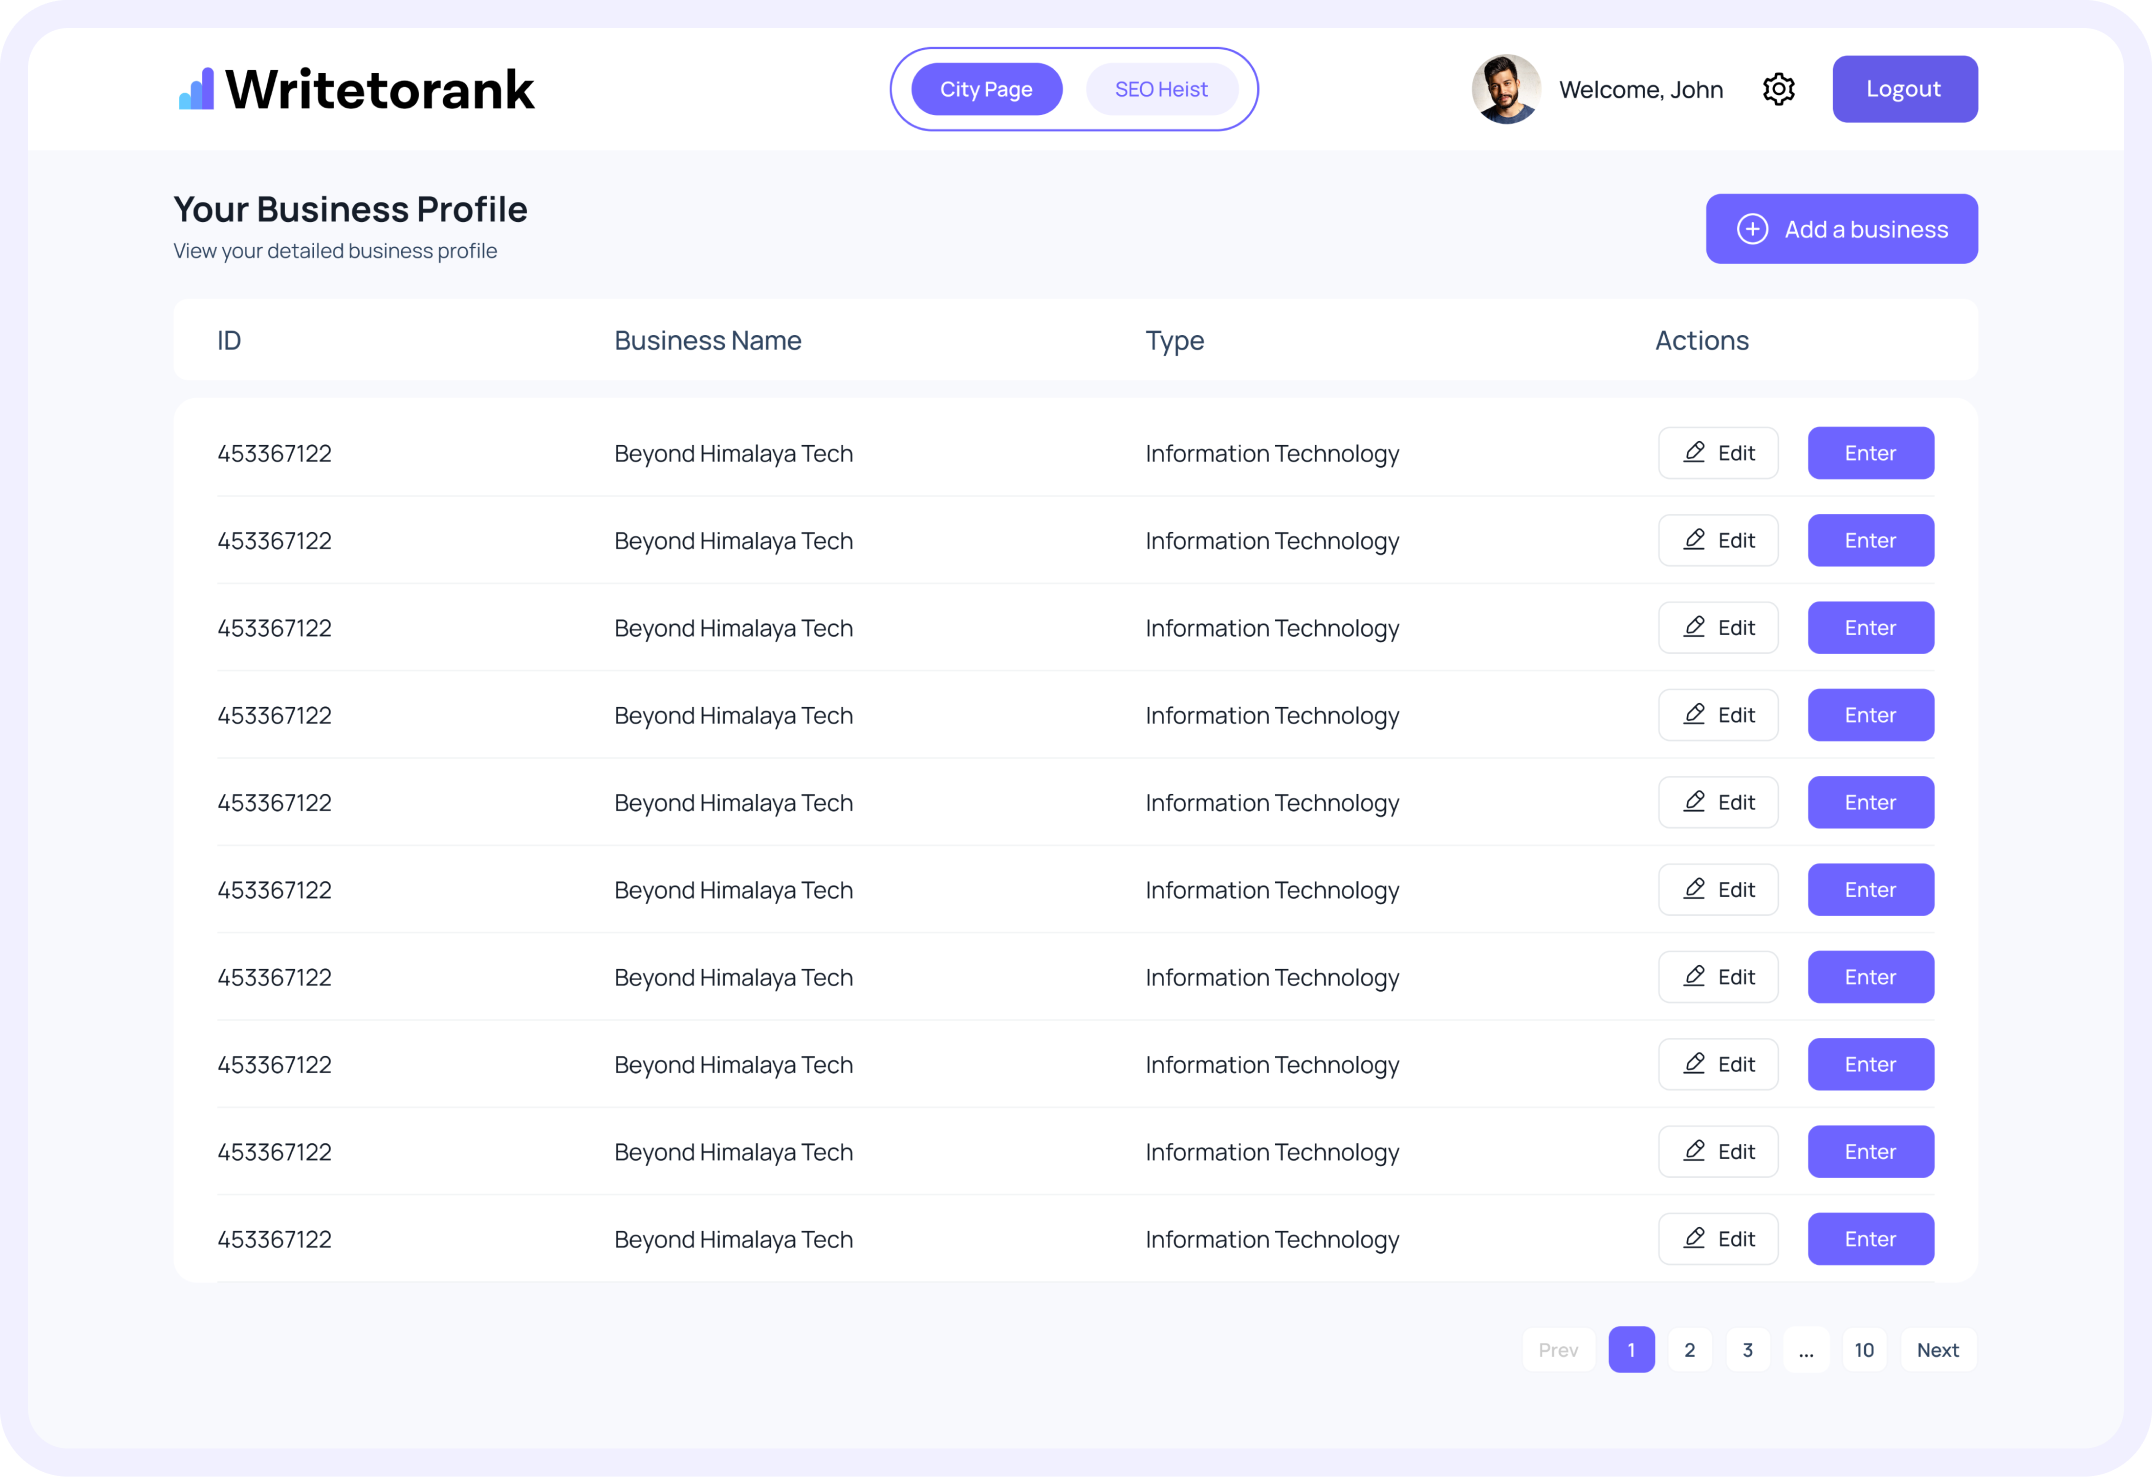 Writetorank
City Page SEO Heist
Welcome, John
Logout
Your Business Profile
View your detailed business profile
Add a business
ID Business Name Type Actions
453367122 Beyond Himalaya Tech Information Technology Edit Enter
453367122 Beyond Himalaya Tech Information Technology Edit Enter
453367122 Beyond Himalaya Tech Information Technology Edit Enter
453367122 Beyond Himalaya Tech Information Technology Edit Enter
453367122 Beyond Himalaya Tech Information Technology Edit Enter
453367122 Beyond Himalaya Tech Information Technology Edit Enter
453367122 Beyond Himalaya Tech Information Technology Edit Enter
453367122 Beyond Himalaya Tech Information Technology Edit Enter
453367122 Beyond Himalaya Tech Information Technology Edit Enter
453367122 Beyond Himalaya Tech Information Technology Edit Enter
Prev 1 2 3 ... 10 Next